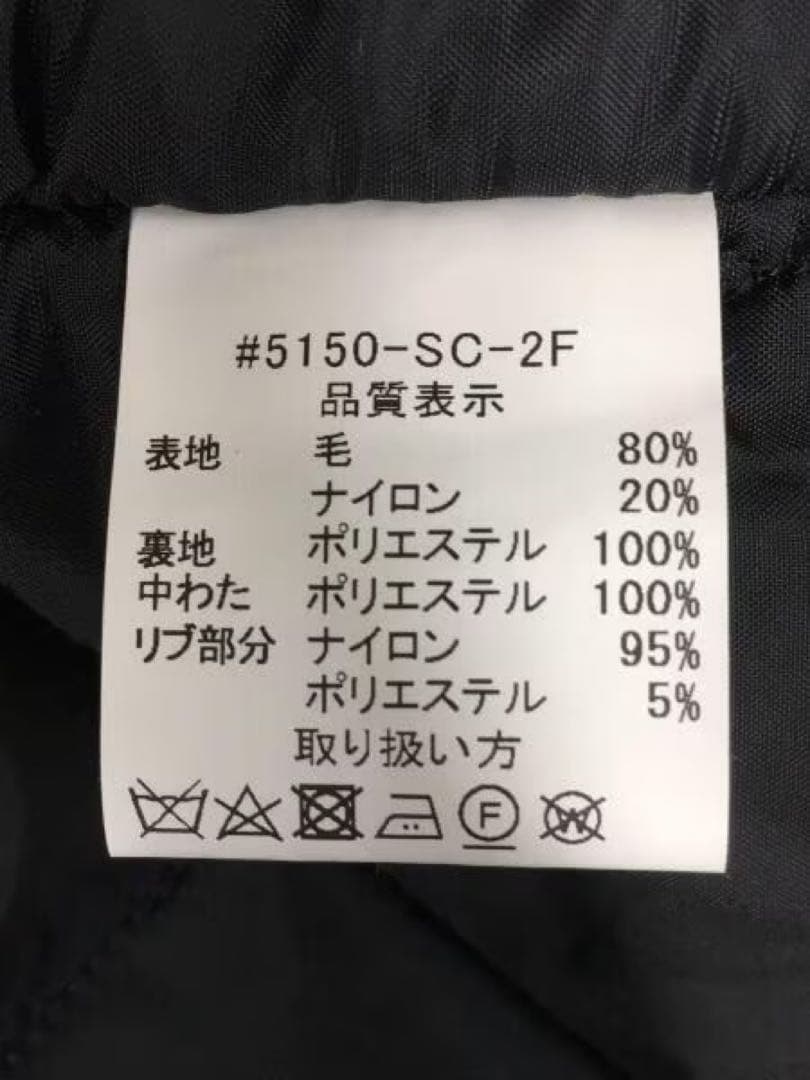 #5150-SC-2F
品質表示
表地 毛 80%
ナイロン 20%
裏地 ポリエステル 100%
中わた ポリエステル 100%
リブ部分 ナイロン 95%
ポリエステル 5%
取り扱い方
F W